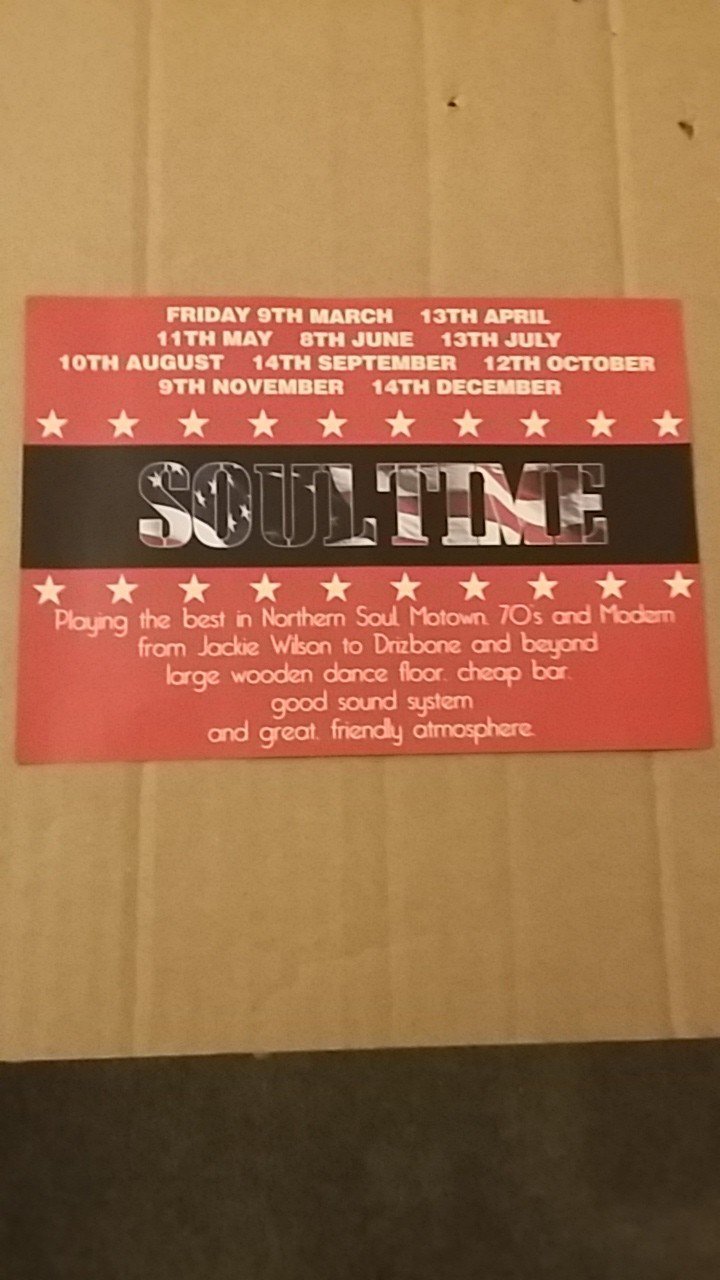 FRIDAY 9TH MARCH 13TH APRIL
11TH MAY 8TH JUNE 13TH JULY
10TH AUGUST 14TH SEPTEMBER 12TH OCTOBER
9TH NOVEMBER 14TH DECEMBER
SOULTIME
Playing the best in Northern Soul, Motown, 70's and Modern
from Jackie Wilson to Drizbone and beyond
large wooden dance floor, cheap bar,
good sound system
and great, friendly atmosphere.